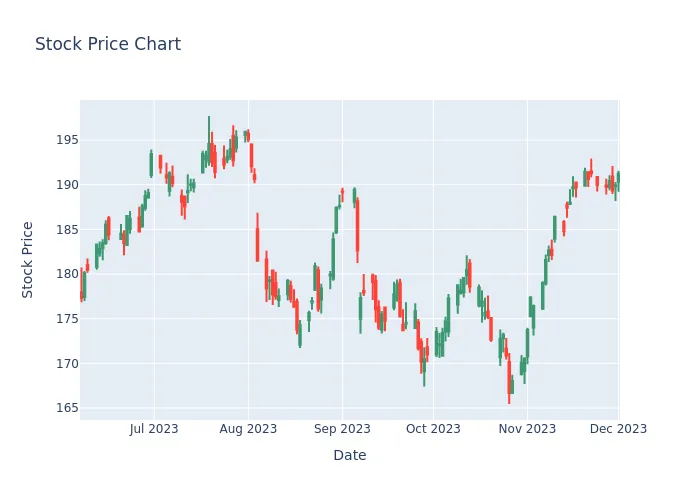 Stock Price Chart
Stock Price
195
190
185
180
175
170
165
Jul 2023
Aug 2023
Sep 2023
Oct 2023
Nov 2023
Dec 2023
Date